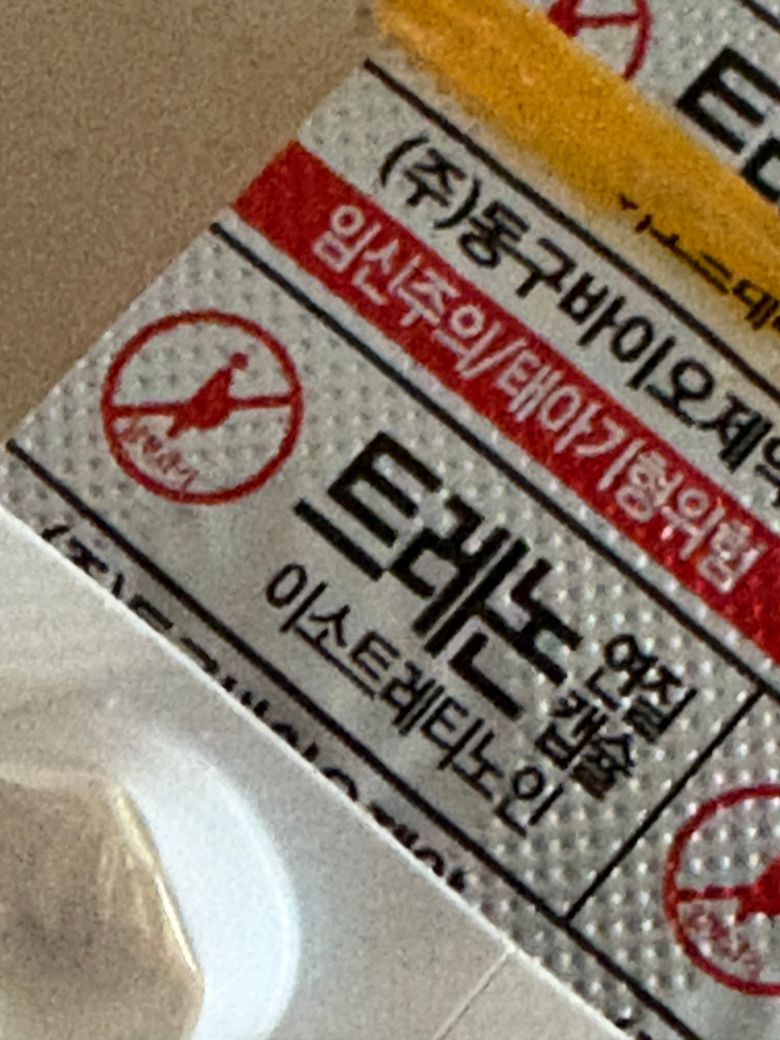 (주)동구바이오제약
임신주의/태아기형위험
트레논 연질
캡슐
이소트레티노인